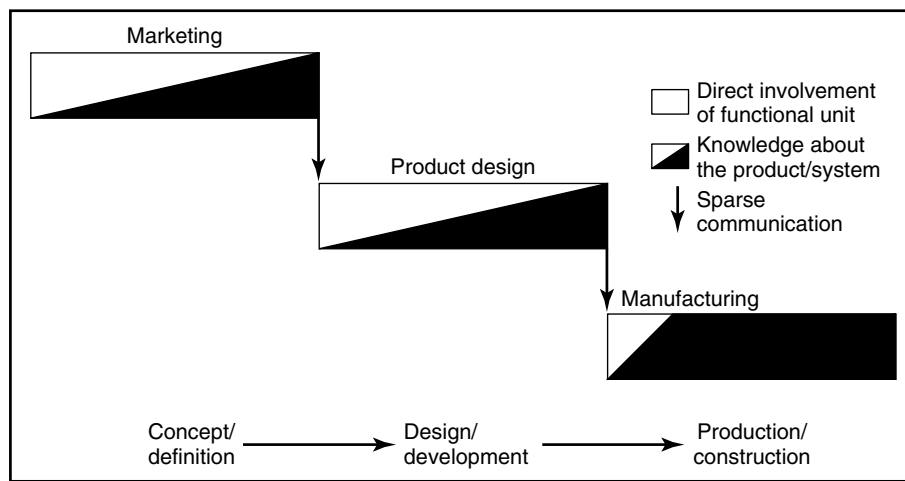 Marketing
Direct involvement
of functional unit
Knowledge about
the product/system
Sparse
communication
Product design
Manufacturing
Concept/
definition
Design/
development
Production/
construction